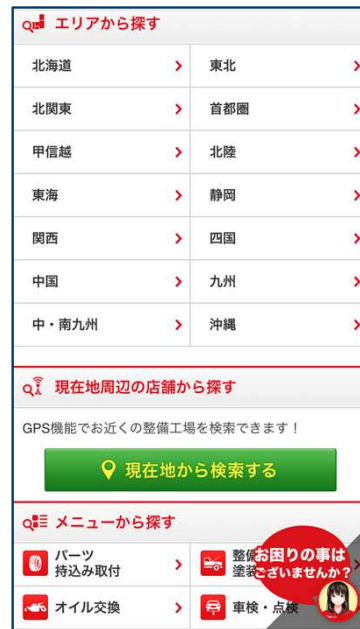 エリアから探す
北海道
東北
北関東
首都圏
甲信越
北陸
東海
静岡
関西
四国
中国
九州
中・南九州
沖縄
現在地周辺の店舗から探す
GPS機能でお近くの整備工場を検索できます！
現在地から検索する
メニューから探す
パーツ
持込み取付
整備
塗装
お困りの事は
ございませんか？
オイル交換
車検・点検